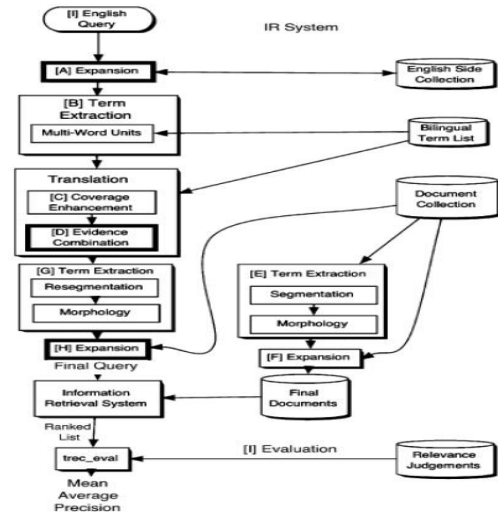 [I] English
Query
IR System
[A] Expansion
English Side
Collection
[B] Term
Extraction
Multi-Word Units
Bilingual
Term List
Translation
[C] Coverage
Enhancement
[D] Evidence
Combination
Document
Collection
[G] Term Extraction
Resegmentation
Morphology
[E] Term Extraction
Segmentation
Morphology
[H] Expansion
[F] Expansion
Final Query
Information
Retrieval System
Final
Documents
Ranked
List
trec_eval
[I] Evaluation
Relevance
Judgements
Mean
Average
Precision